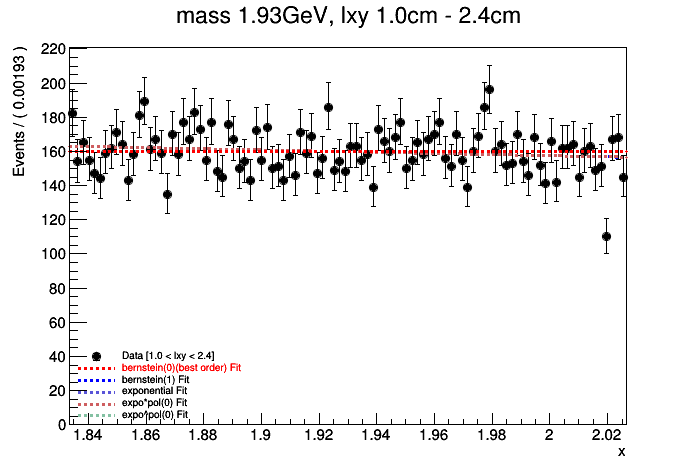 mass 1.93GeV, lxy 1.0cm - 2.4cm
Events / ( 0.00193 )
220
200
180
160
140
120
100
80
60
40
20
0
Data [1.0 < lxy < 2.4]
bernstein(0)(best order) Fit
bernstein(1) Fit
exponential Fit
expo*pol(0) Fit
expo^pol(0) Fit
1.84 1.86 1.88 1.9 1.92 1.94 1.96 1.98 2 2.02
x